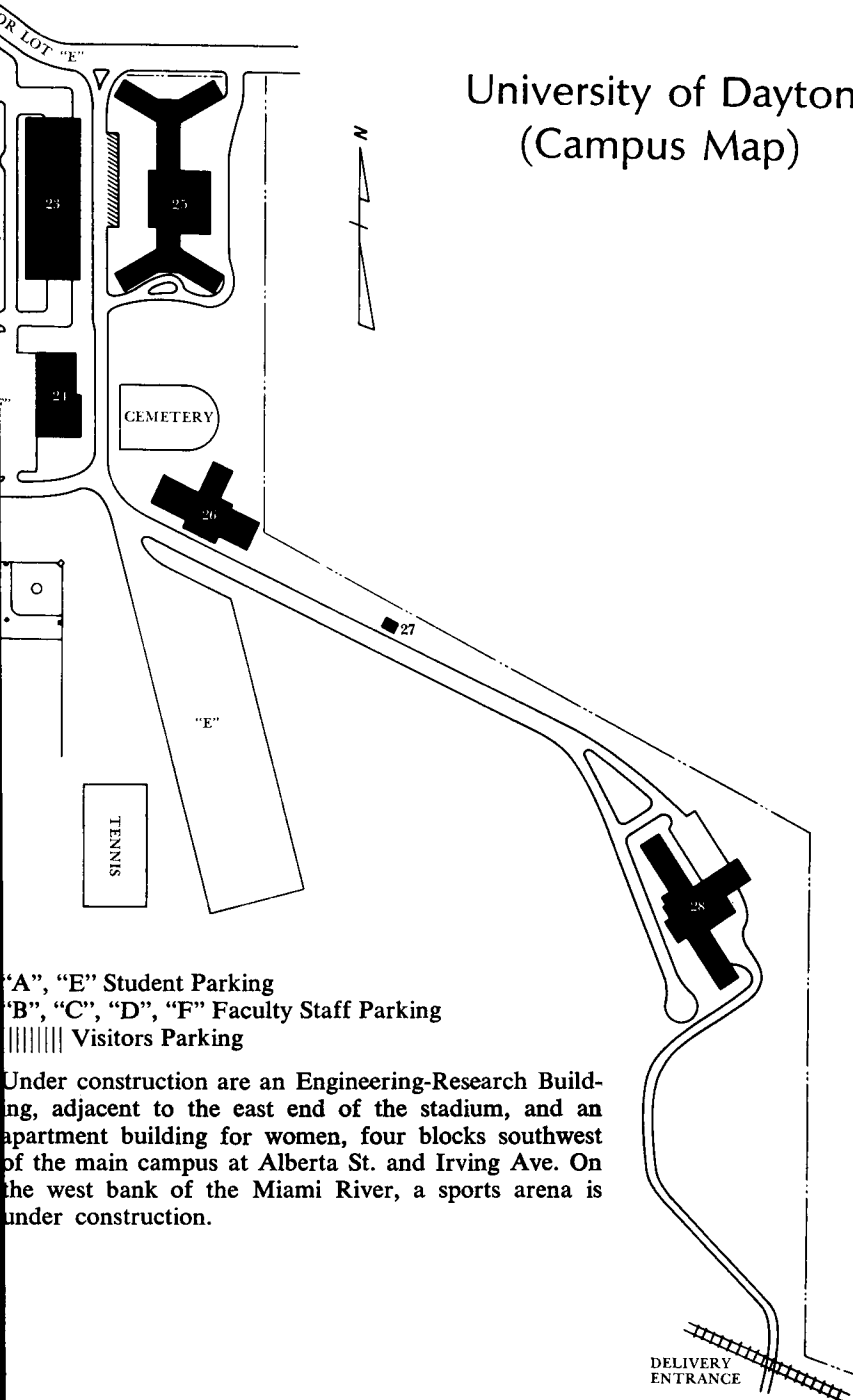 OR LOT "E"
University of Dayton
(Campus Map)
N
23
25
24
CEMETERY
26
27
"E"
TENNIS
28
"A", "E" Student Parking
"B", "C", "D", "F" Faculty Staff Parking
Visitors Parking
Under construction are an Engineering-Research Build-
ing, adjacent to the east end of the stadium, and an
apartment building for women, four blocks southwest
of the main campus at Alberta St. and Irving Ave. On
the west bank of the Miami River, a sports arena is
under construction.
DELIVERY
ENTRANCE